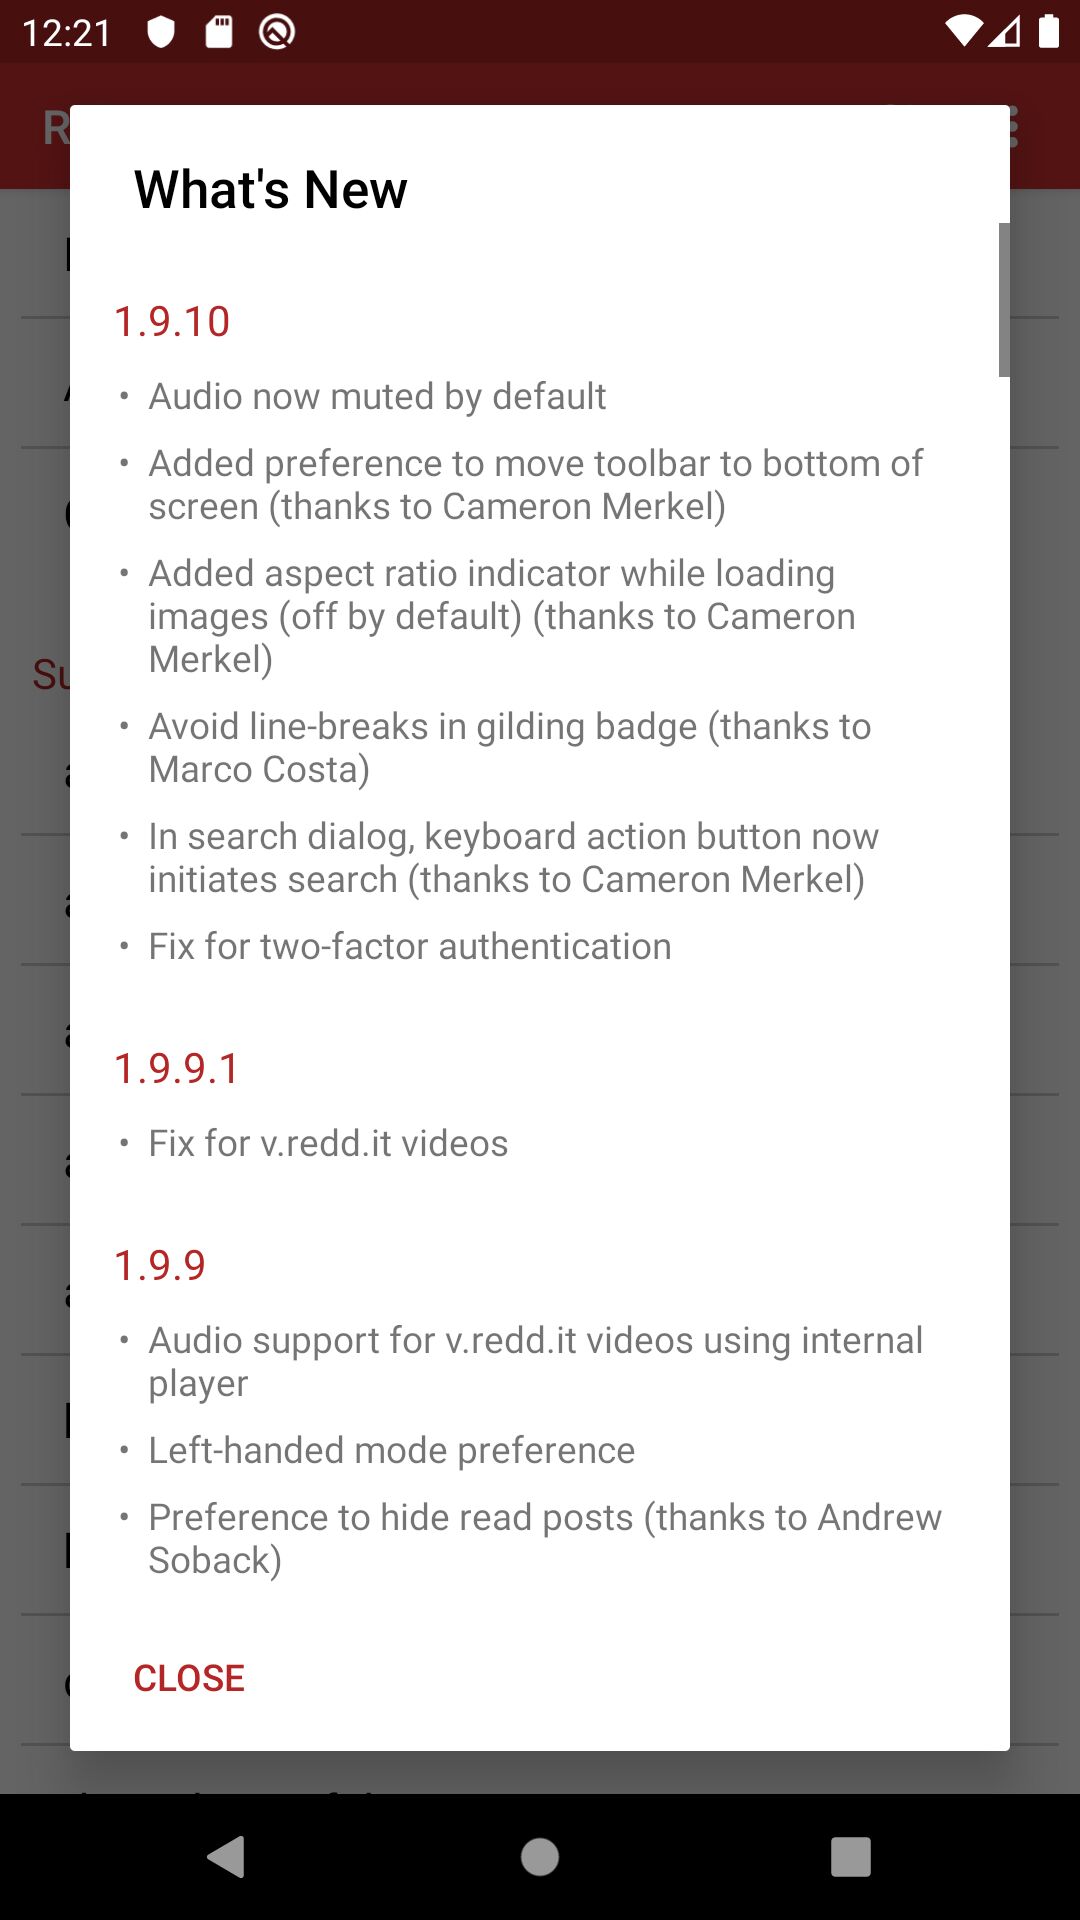 12:21
What's New
1.9.10
• Audio now muted by default
• Added preference to move toolbar to bottom of
screen (thanks to Cameron Merkel)
• Added aspect ratio indicator while loading
images (off by default) (thanks to Cameron
Merkel)
• Avoid line-breaks in gilding badge (thanks to
Marco Costa)
• In search dialog, keyboard action button now
initiates search (thanks to Cameron Merkel)
• Fix for two-factor authentication
1.9.9.1
• Fix for v.redd.it videos
1.9.9
• Audio support for v.redd.it videos using internal
player
• Left-handed mode preference
• Preference to hide read posts (thanks to Andrew
Soback)
CLOSE